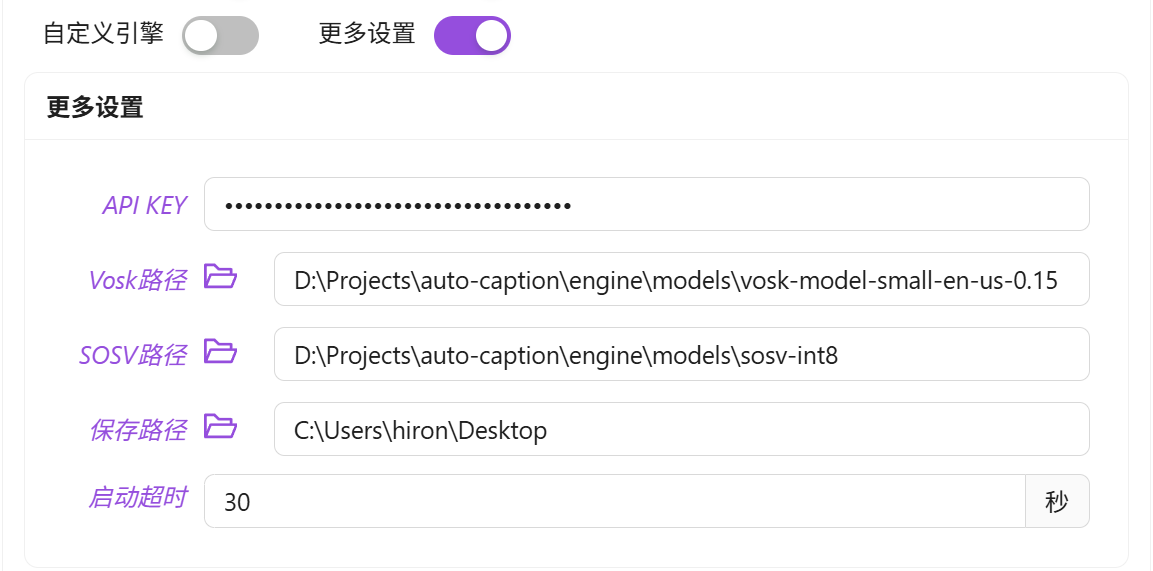 自定义引擎 更多设置
更多设置
API KEY •••••••••••••••••••••••••••••••••••
Vosk路径 D:\Projects\auto-caption\engine\models\vosk-model-small-en-us-0.15
SOSV路径 D:\Projects\auto-caption\engine\models\sosv-int8
保存路径 C:\Users\hiron\Desktop
启动超时 30 秒